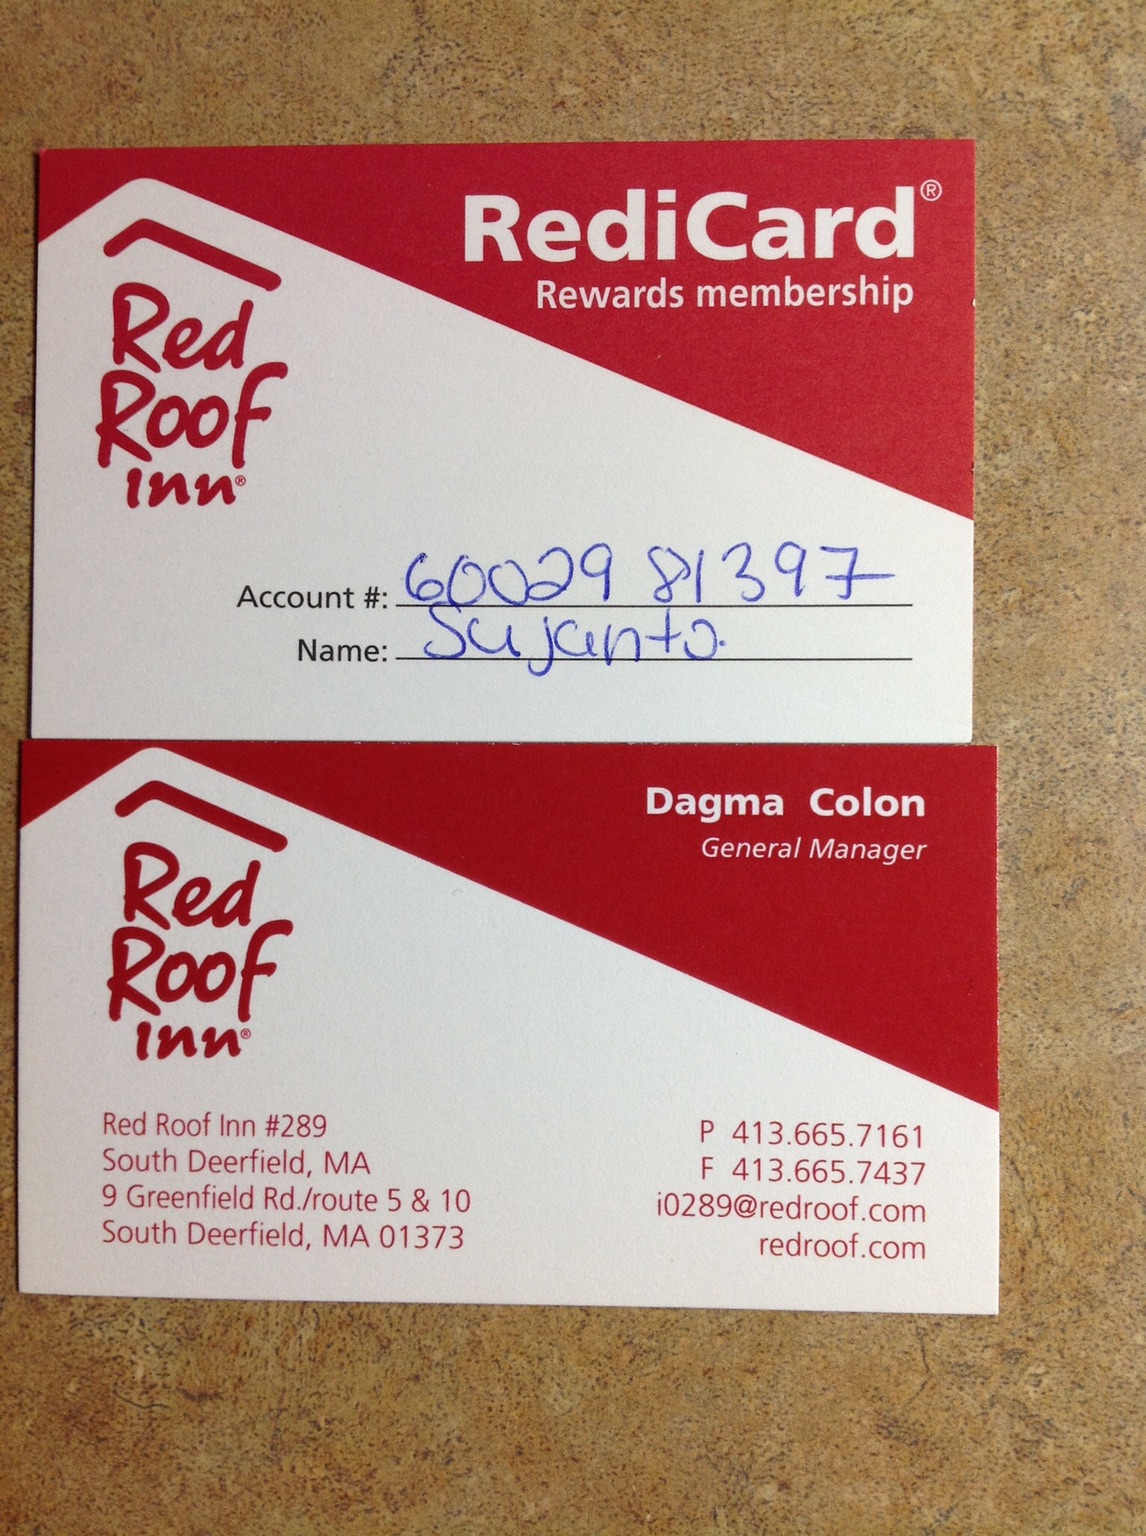 RediCard®
Rewards membership
Red
Roof
Inn®
Account #: 60029 81397
Name: Sujanto.
Dagma Colon
General Manager
Red
Roof
Inn®
Red Roof Inn #289
South Deerfield, MA
9 Greenfield Rd./route 5 & 10
South Deerfield, MA 01373
P 413.665.7161
F 413.665.7437
i0289@redroof.com
redroof.com